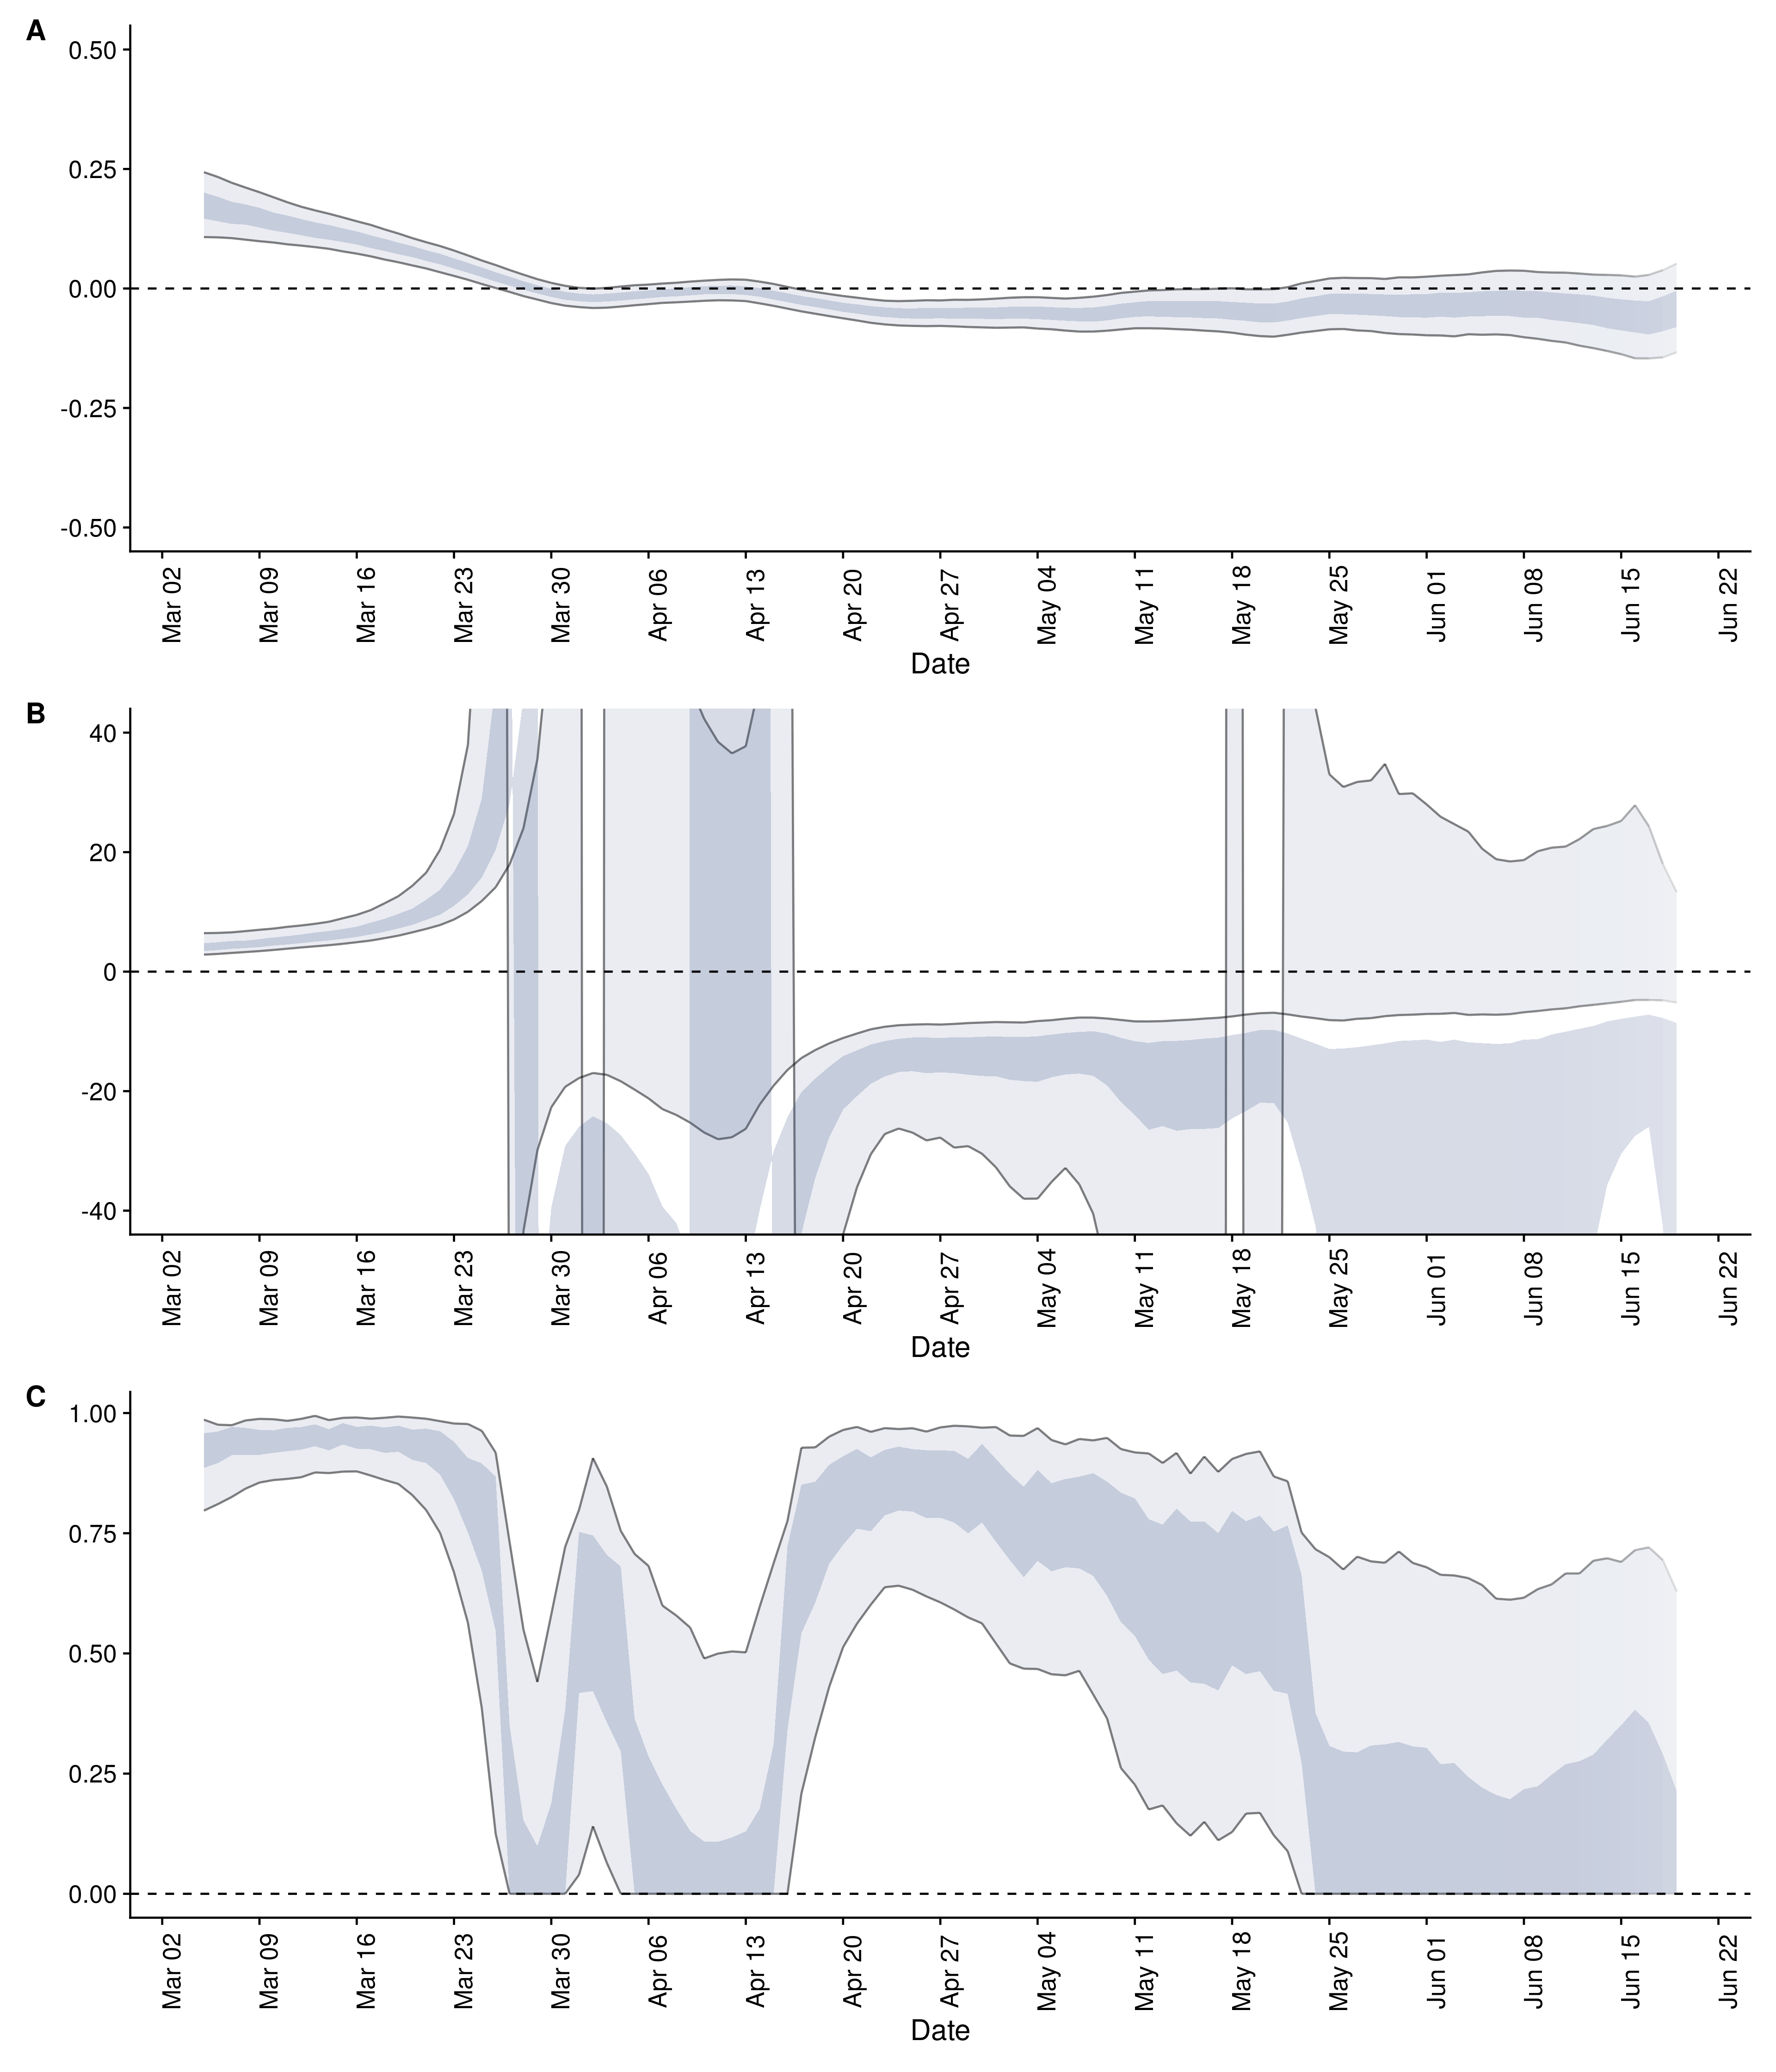 A
0.50
0.25
0.00
-0.25
-0.50
Mar 02
Mar 09
Mar 16
Mar 23
Mar 30
Apr 06
Apr 13
Apr 20
Apr 27
May 04
May 11
May 18
May 25
Jun 01
Jun 08
Jun 15
Jun 22
Date
B
40
20
0
-20
-40
Mar 02
Mar 09
Mar 16
Mar 23
Mar 30
Apr 06
Apr 13
Apr 20
Apr 27
May 04
May 11
May 18
May 25
Jun 01
Jun 08
Jun 15
Jun 22
Date
C
1.00
0.75
0.50
0.25
0.00
Mar 02
Mar 09
Mar 16
Mar 23
Mar 30
Apr 06
Apr 13
Apr 20
Apr 27
May 04
May 11
May 18
May 25
Jun 01
Jun 08
Jun 15
Jun 22
Date